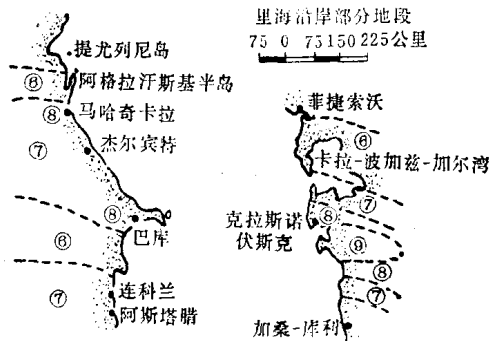 里海沿岸部分地段
75 0 75 150 225公里
提尤列尼岛
⑥
阿格拉汗斯基半岛
⑧
马哈奇卡拉
⑦
杰尔宾特
⑧
巴库
⑥
⑦
连科兰
阿斯塔腊
菲捷索沃
⑥
卡拉-波加兹-加尔湾
⑦
克拉斯诺
伏斯克
⑧
⑨
⑧
⑦
加桑-库利